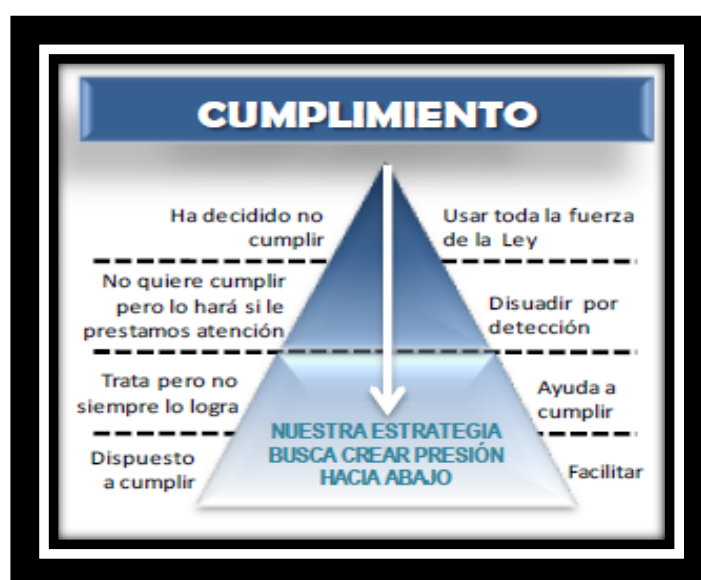 CUMPLIMIENTO
Ha decidido no
cumplir
Usar toda la fuerza
de la Ley
No quiere cumplir
pero lo hará si le
prestamos atención
Disuadir por
detección
Trata pero no
siempre lo logra
Ayuda a
cumplir
NUESTRA ESTRATEGIA
BUSCA CREAR PRESIÓN
HACIA ABAJO
Dispuesto
a cumplir
Facilitar